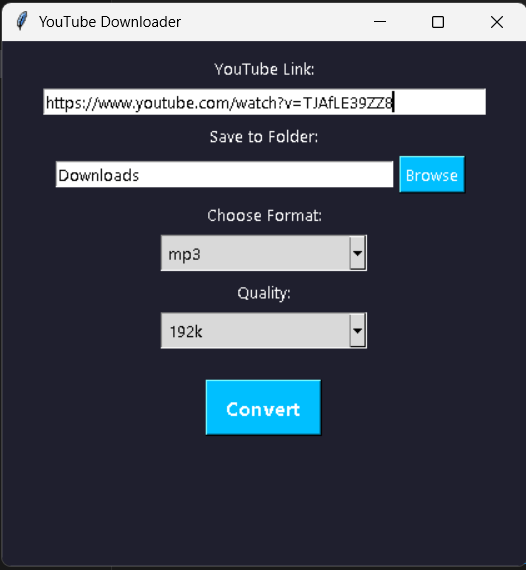 YouTube Downloader
YouTube Link:
https://www.youtube.com/watch?v=TJAfLE39ZZ8
Save to Folder:
Downloads Browse
Choose Format:
mp3
Quality:
192k
Convert